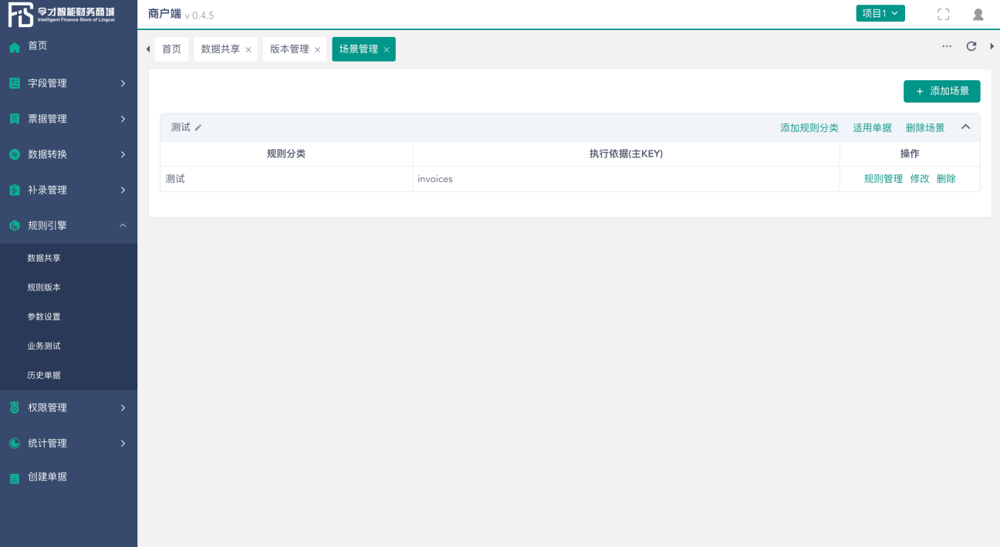 令才智能财务商城
Intelligent Finance Store of Lingcai
商户端 v 0.4.5
项目1
首页
字段管理
票据管理
数据转换
补录管理
规则引擎
数据共享
规则版本
参数设置
业务测试
历史单据
权限管理
统计管理
创建单据
首页 数据共享 × 版本管理 × 场景管理 ×
+ 添加场景
测试 添加规则分类 适用单据 删除场景
规则分类 执行依据(主KEY) 操作
测试 invoices 规则管理 修改 删除